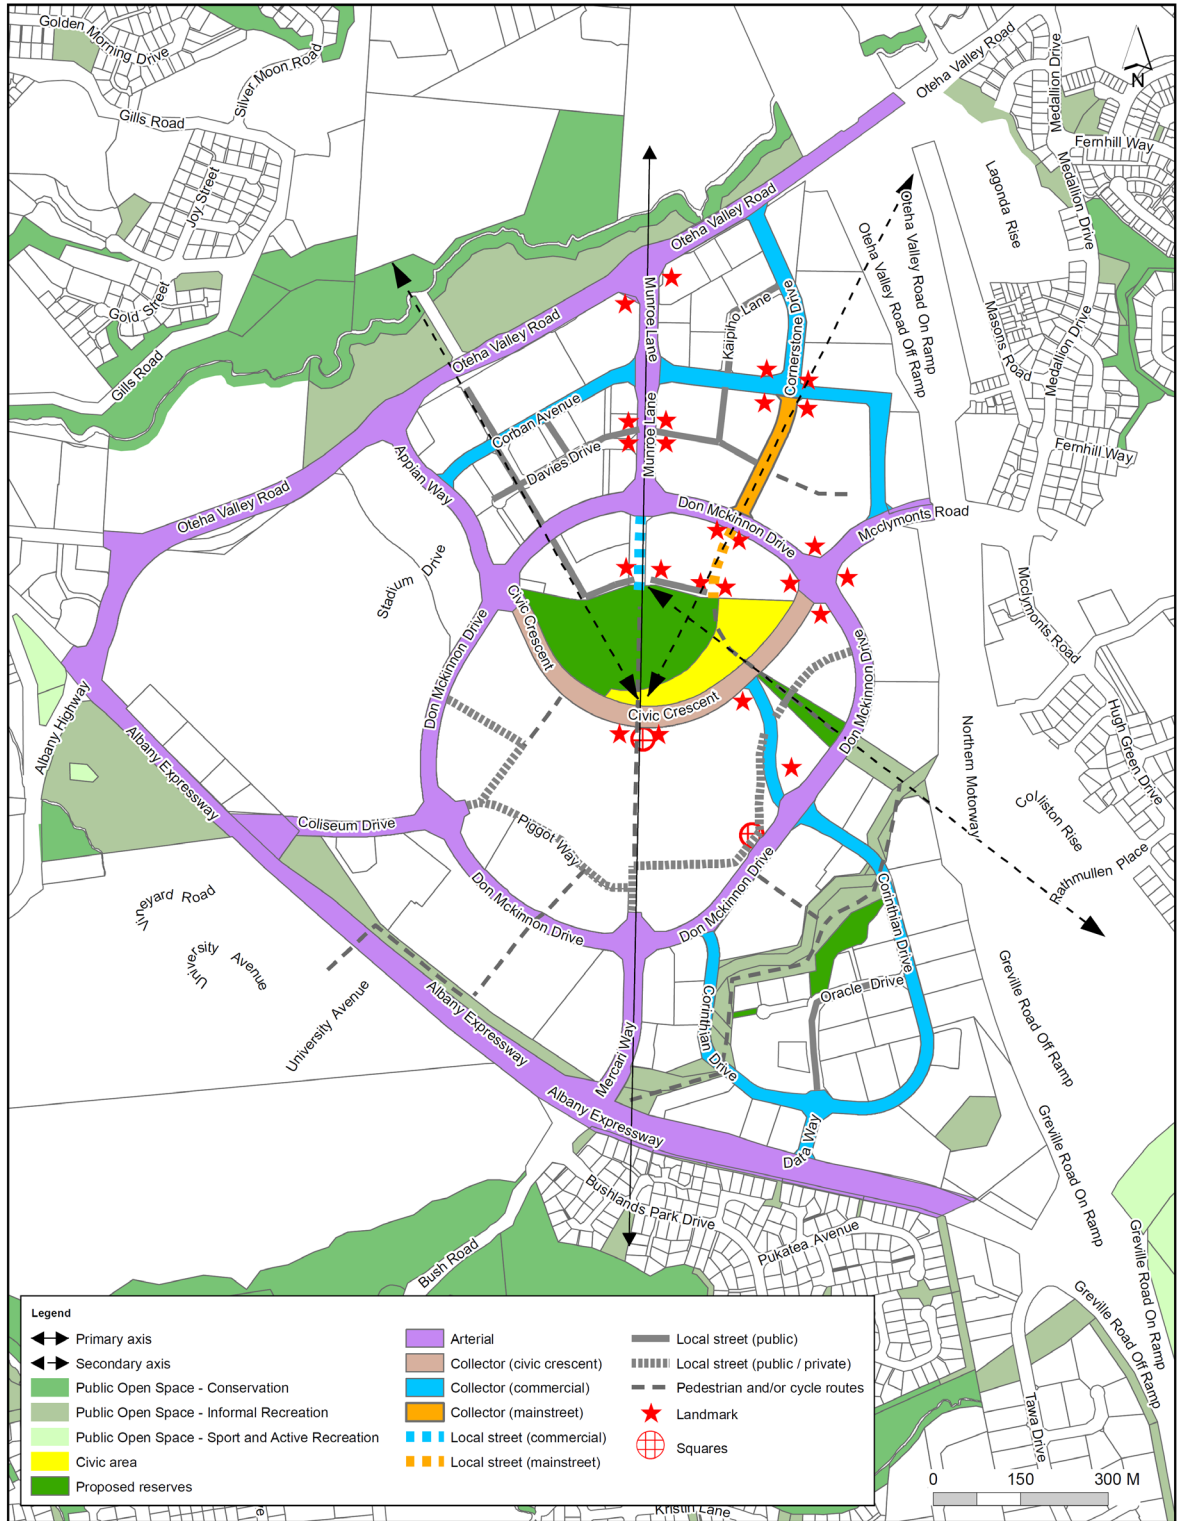 Golden Morning Drive
Silver Moon Road
Gills Road
Joy Street
Gold Street
Gills Road
Oteha Valley Road
Medallion Drive
N
Fernhill Way
Medallion Drive
Lagonda Rise
Oteha Valley Road On Ramp
Oteha Valley Road Off Ramp
Masons Road
Medallion Drive
Fernhill Way
Oteha Valley Road
Munroe Lane
Kaipiho Lane
Cornerstone Drive
Oteha Valley Road
Corban Avenue
Munroe Lane
Davies Drive
Appian Way
Oteha Valley Road
Don Mckinnon Drive
Mcclymonts Road
Stadium Drive
Civic Crescent
Mcclymonts Road
Don Mckinnon Drive
Don Mckinnon Drive
Civic Crescent
Don Mckinnon Drive
Albany Highway
Albany Expressway
Northern Motorway
Hugh Green Drive
Colliston Rise
Rathmullen Place
Coliseum Drive
Piggot Way
Don Mckinnon Drive
Don Mckinnon Drive
Corinthian Drive
Vineyard Road
University Avenue
University Avenue
Albany Expressway
Oracle Drive
Corinthian Drive
Mercari Way
Greville Road Off Ramp
Albany Expressway
Data Way
Greville Road On Ramp
Bushlands Park Drive
Pukatea Avenue
Bush Road
Greville Road On Ramp
Greville Road Off Ramp
Tawa Drive
Kristin Lane
Legend
Primary axis
Secondary axis
Public Open Space - Conservation
Public Open Space - Informal Recreation
Public Open Space - Sport and Active Recreation
Civic area
Proposed reserves
Arterial
Collector (civic crescent)
Collector (commercial)
Collector (mainstreet)
Local street (commercial)
Local street (mainstreet)
Local street (public)
Local street (public / private)
Pedestrian and/or cycle routes
Landmark
Squares
0 150 300 M